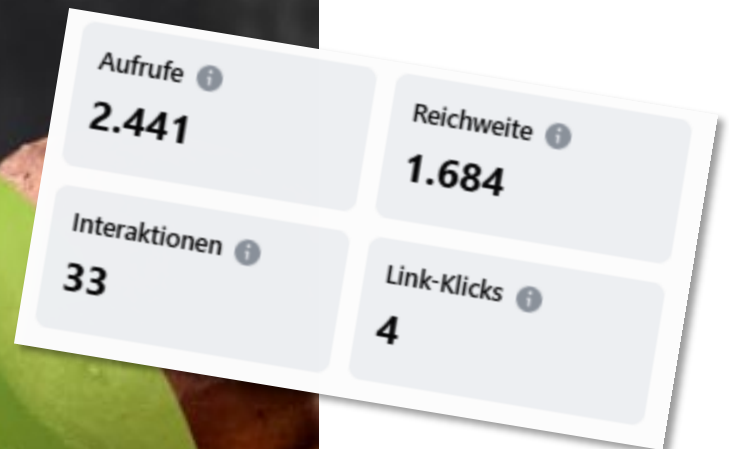 Aufrufe
2.441
Reichweite
1.684
Interaktionen
33
Link-Klicks
4